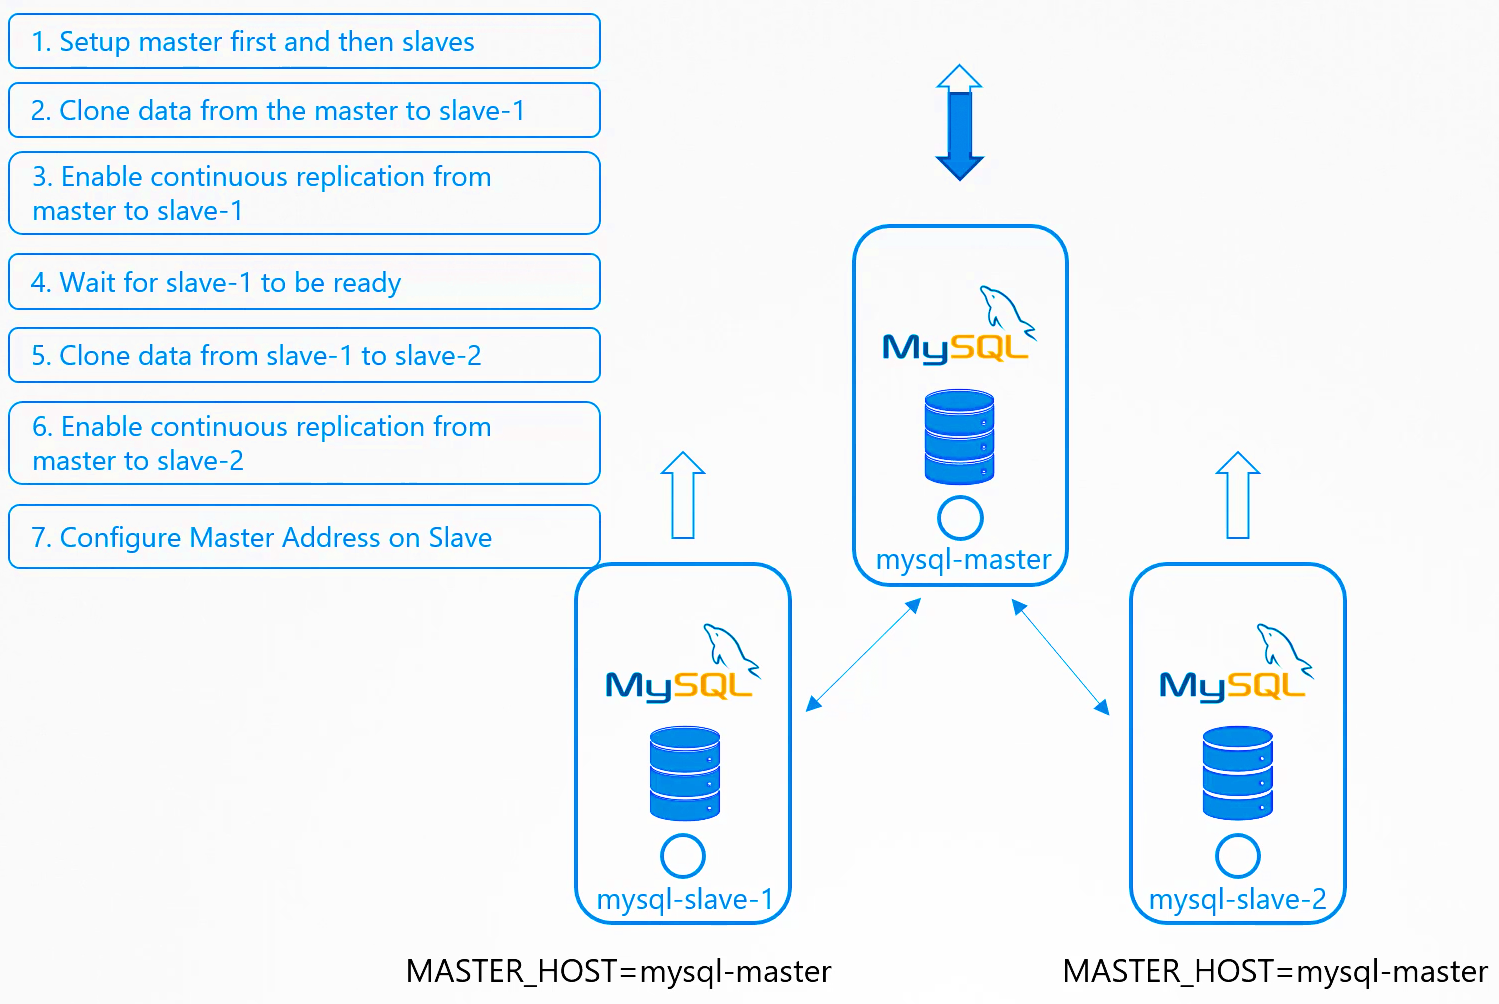 1. Setup master first and then slaves
2. Clone data from the master to slave-1
3. Enable continuous replication from
master to slave-1
4. Wait for slave-1 to be ready
5. Clone data from slave-1 to slave-2
6. Enable continuous replication from
master to slave-2
7. Configure Master Address on Slave
MySQL
mysql-master
MySQL
mysql-slave-1
MASTER_HOST=mysql-master
MySQL
mysql-slave-2
MASTER_HOST=mysql-master